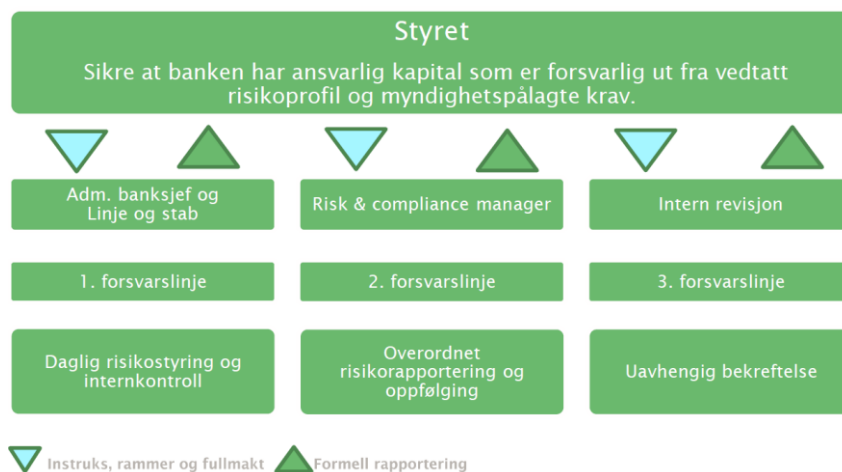 Styret
Sikre at banken har ansvarlig kapital som er forsvarlig ut fra vedtatt
risikoprofil og myndighetspålagte krav.
Adm. banksjef og
Linje og stab
Risk & compliance manager
Intern revisjon
1. forsvarslinje
2. forsvarslinje
3. forsvarslinje
Daglig risikostyring og
internkontroll
Overordnet
risikorapportering og
oppfølging
Uavhengig bekreftelse
Instruks, rammer og fullmakt
Formell rapportering